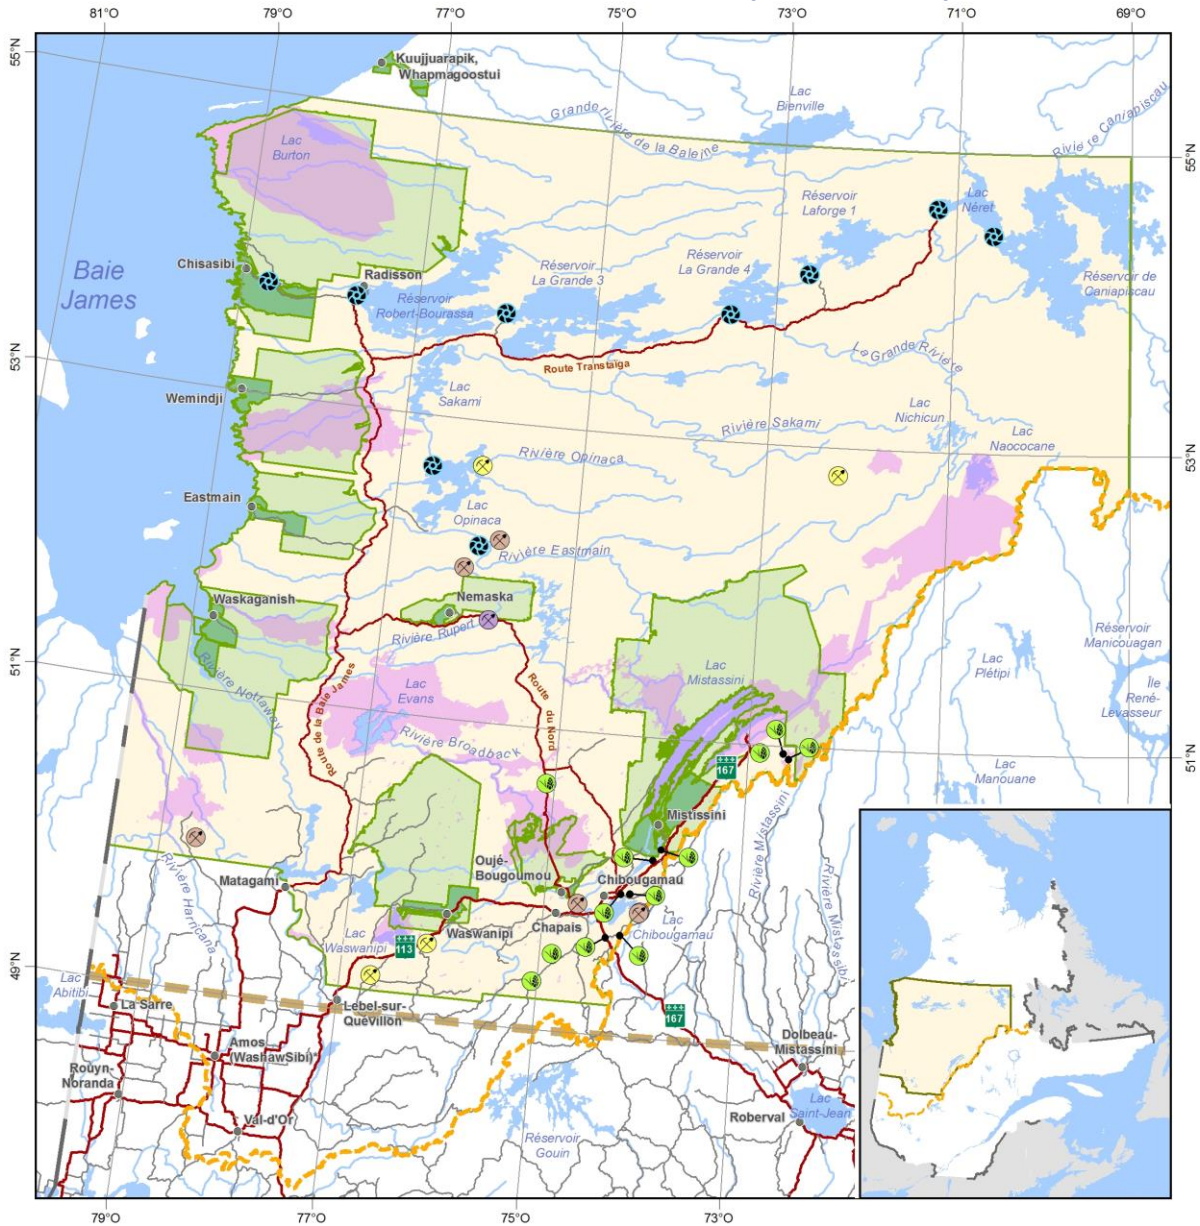 81°O
79°O
77°O
75°O
73°O
71°O
69°O
55°N
Kuujjuarapik,
Whapmagoostui
Lac
Bienville
Grande rivière de la Baleine
Rivière Caniapiscau
55°N
Lac
Burton
Réservoir
Laforge 1
Lac
Néret
Chisasibi
Baie
James
Radisson
Réservoir
Robert-Bourassa
Réservoir
La Grande 3
Réservoir
La Grande 4
Réservoir de
Caniapiscau
53°N
La Grande Rivière
Route Transtaïga
Wemindji
Lac
Sakami
Lac
Nichicun
Rivière Sakami
Lac
Naococane
53°N
Rivière Opinaca
Eastmain
Lac
Opinaca
Rivière Eastmain
Waskaganish
Nemaska
Rivière Rupert
Réservoir
Manicouagan
51°N
Rivière Nottaway
Lac
Mistassini
Lac
Plétipi
Île
René-
Levasseur
Route de la Baie James
Lac
Evans
Route du Nord
Rivière Broadback
51°N
167
Lac
Manouane
Mistissini
Rivière Mistassini
Rivière Mistassibi
Rivière Harricana
Matagami
Oujé-
Bougoumou
Chibougamau
Waswanipi
Chapais
Lac
Chibougamau
Lac
Waswanipi
113
49°N
Lac
Abitibi
La Sarre
Lebel-sur-
Quévillon
167
Dolbeau-
Mistassini
Amos
(WashawSibi)*
Rouyn-
Noranda
Val-d'Or
Roberval
Lac
Saint-Jean
Réservoir
Gouin
79°O
77°O
75°O
73°O